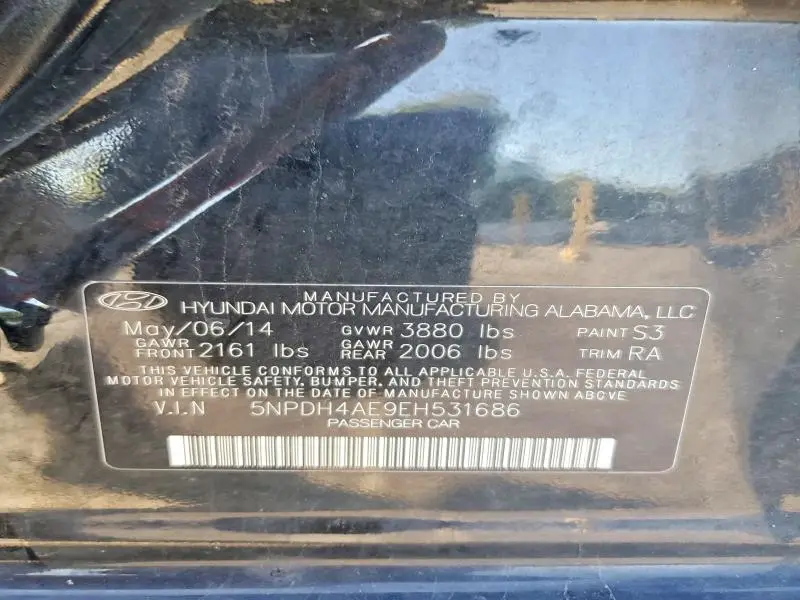 MANUFACTURED BY
HYUNDAI MOTOR MANUFACTURING ALABAMA, LLC
May/06/14 GVWR 3880 lbs PAINT S3
GAWR FRONT 2161 lbs GAWR REAR 2006 lbs TRIM RA
THIS VEHICLE CONFORMS TO ALL APPLICABLE U.S.A. FEDERAL
MOTOR VEHICLE SAFETY, BUMPER, AND THEFT PREVENTION STANDARDS
IN EFFECT ON THE DATE OF MANUFACTURE SHOWN ABOVE
V.I.N 5NPDH4AE9EH531686
PASSENGER CAR